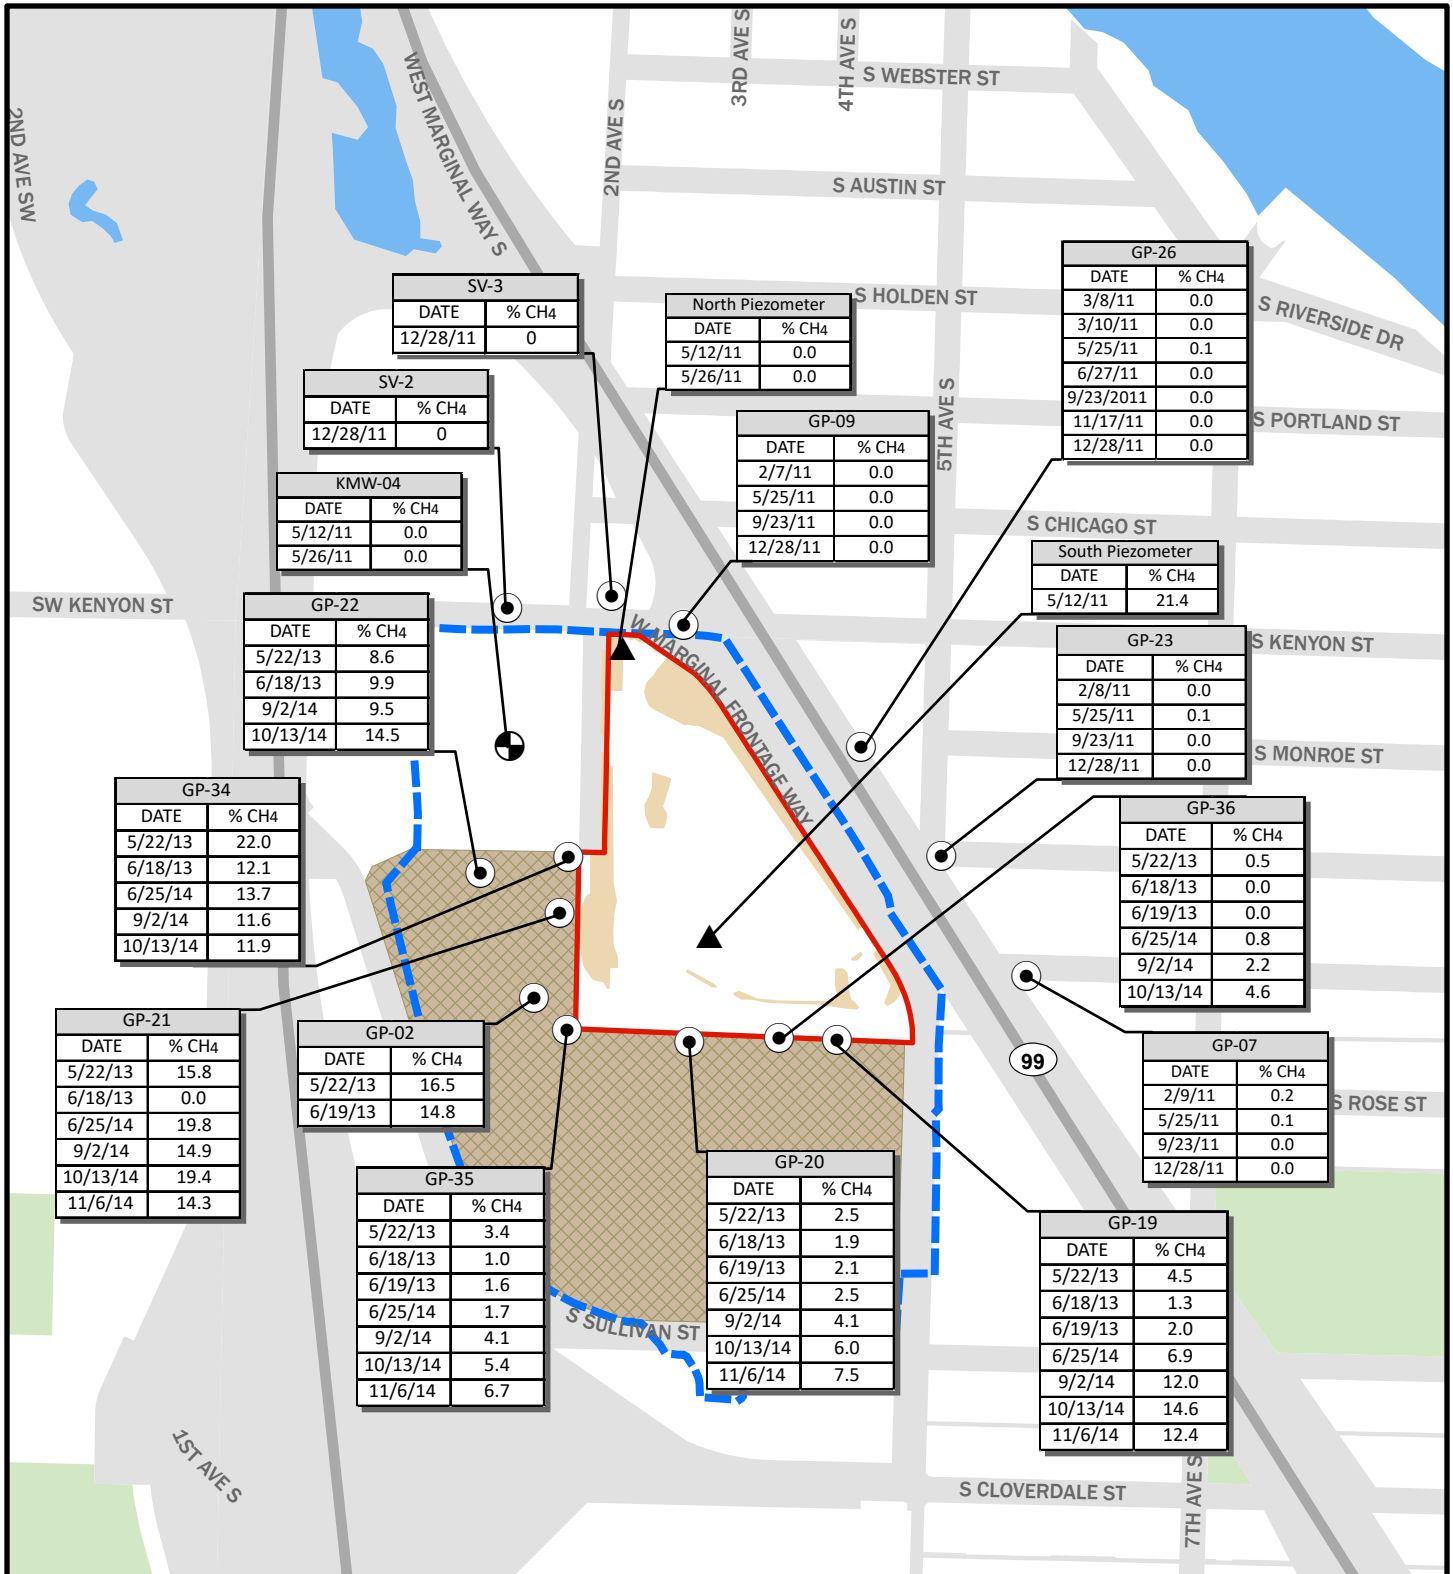 2ND AVE SW
WEST MARGINAL WAY S
2ND AVE S
3RD AVE S
4TH AVE S
S WEBSTER ST
S AUSTIN ST
S HOLDEN ST
S RIVERSIDE DR
S PORTLAND ST
5TH AVE S
S CHICAGO ST
SW KENYON ST
S KENYON ST
W MARGINAL FRONTAGE WAY
S MONROE ST
99
S ROSE ST
S SULLIVAN ST
1ST AVE S
S CLOVERDALE ST
7TH AVE S
SV-3
DATE % CH4
12/28/11 0
North Piezometer
DATE % CH4
5/12/11 0.0
5/26/11 0.0
GP-26
DATE % CH4
3/8/11 0.0
3/10/11 0.0
5/25/11 0.1
6/27/11 0.0
9/23/2011 0.0
11/17/11 0.0
12/28/11 0.0
SV-2
DATE % CH4
12/28/11 0
GP-09
DATE % CH4
2/7/11 0.0
5/25/11 0.0
9/23/11 0.0
12/28/11 0.0
KMW-04
DATE % CH4
5/12/11 0.0
5/26/11 0.0
South Piezometer
DATE % CH4
5/12/11 21.4
GP-22
DATE % CH4
5/22/13 8.6
6/18/13 9.9
9/2/14 9.5
10/13/14 14.5
GP-23
DATE % CH4
2/8/11 0.0
5/25/11 0.1
9/23/11 0.0
12/28/11 0.0
GP-34
DATE % CH4
5/22/13 22.0
6/18/13 12.1
6/25/14 13.7
9/2/14 11.6
10/13/14 11.9
GP-36
DATE % CH4
5/22/13 0.5
6/18/13 0.0
6/19/13 0.0
6/25/14 0.8
9/2/14 2.2
10/13/14 4.6
GP-21
DATE % CH4
5/22/13 15.8
6/18/13 0.0
6/25/14 19.8
9/2/14 14.9
10/13/14 19.4
11/6/14 14.3
GP-02
DATE % CH4
5/22/13 16.5
6/19/13 14.8
GP-07
DATE % CH4
2/9/11 0.2
5/25/11 0.1
9/23/11 0.0
12/28/11 0.0
GP-35
DATE % CH4
5/22/13 3.4
6/18/13 1.0
6/19/13 1.6
6/25/14 1.7
9/2/14 4.1
10/13/14 5.4
11/6/14 6.7
GP-20
DATE % CH4
5/22/13 2.5
6/18/13 1.9
6/19/13 2.1
6/25/14 2.5
9/2/14 4.1
10/13/14 6.0
11/6/14 7.5
GP-19
DATE % CH4
5/22/13 4.5
6/18/13 1.3
6/19/13 2.0
6/25/14 6.9
9/2/14 12.0
10/13/14 14.6
11/6/14 12.4